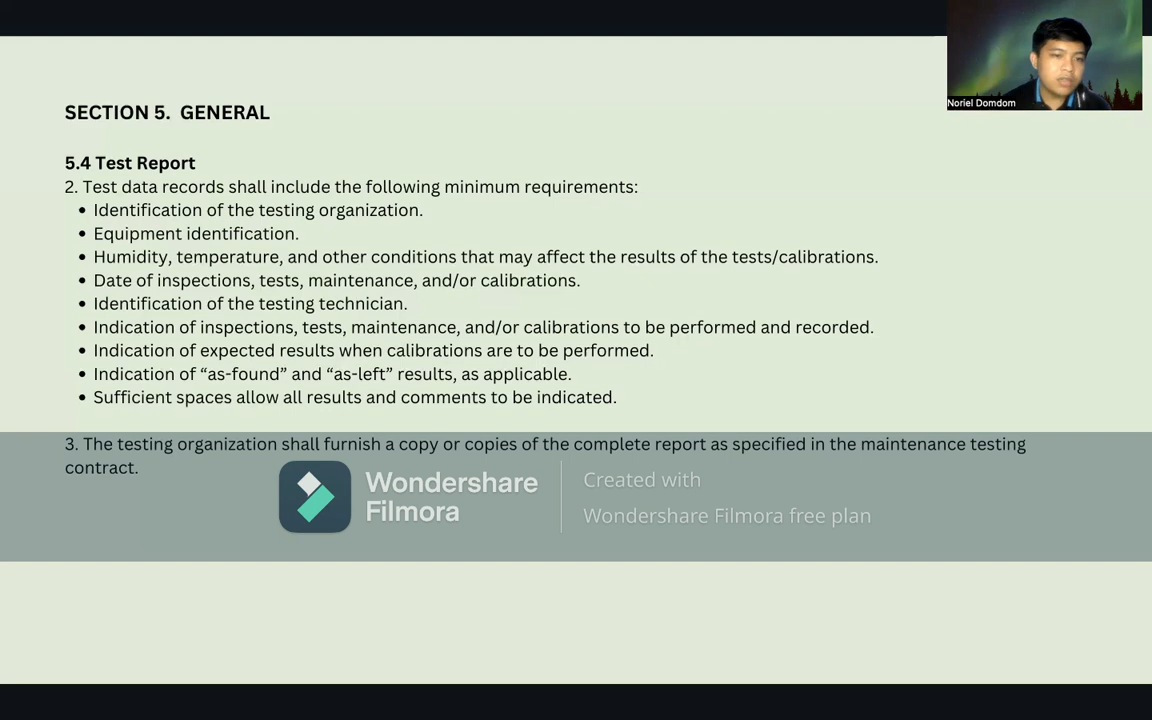 Noriel Domdom
SECTION 5.  GENERAL
5.4 Test Report
2. Test data records shall include the following minimum requirements:
• Identification of the testing organization.
• Equipment identification.
• Humidity, temperature, and other conditions that may affect the results of the tests/calibrations.
• Date of inspections, tests, maintenance, and/or calibrations.
• Identification of the testing technician.
• Indication of inspections, tests, maintenance, and/or calibrations to be performed and recorded.
• Indication of expected results when calibrations are to be performed.
• Indication of “as-found” and “as-left” results, as applicable.
• Sufficient spaces allow all results and comments to be indicated.
3. The testing organization shall furnish a copy or copies of the complete report as specified in the maintenance testing
contract.
Wondershare
Filmora
Created with
Wondershare Filmora free plan